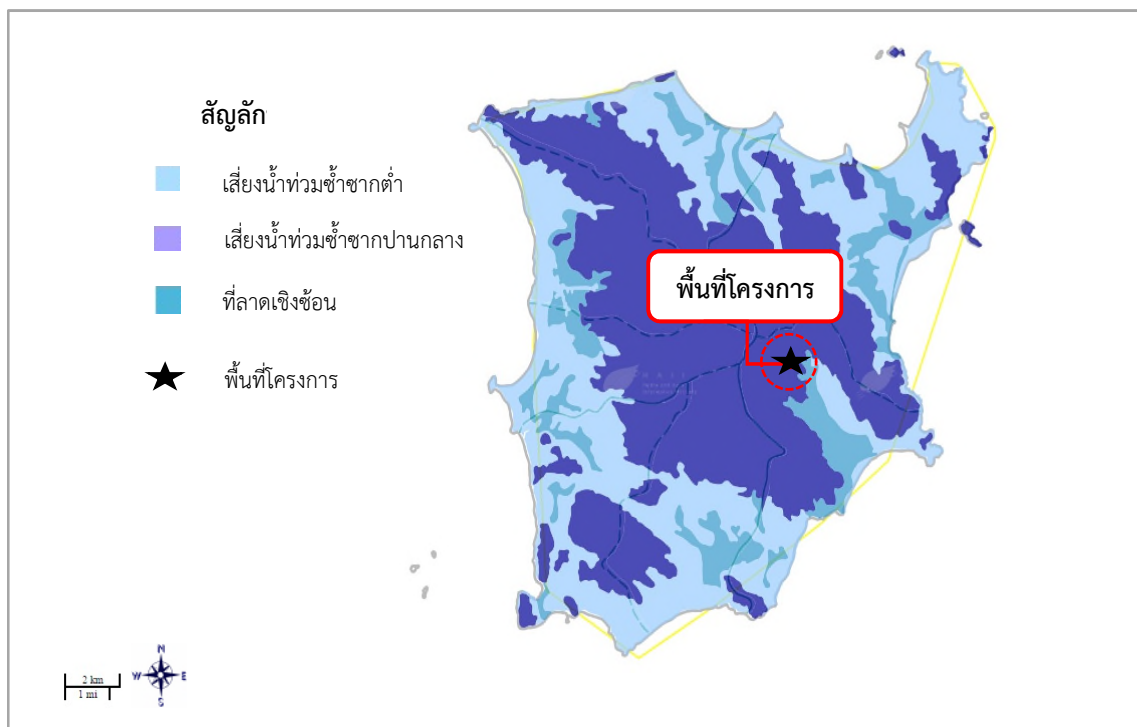 สัญลัก
เสี่ยงน้ำท่วมซ้ำซากต่ำ
เสี่ยงน้ำท่วมซ้ำซากปานกลาง
ที่ลาดเชิงซ้อน
พื้นที่โครงการ
พื้นที่โครงการ
N
W E
S
2 km
1 mi